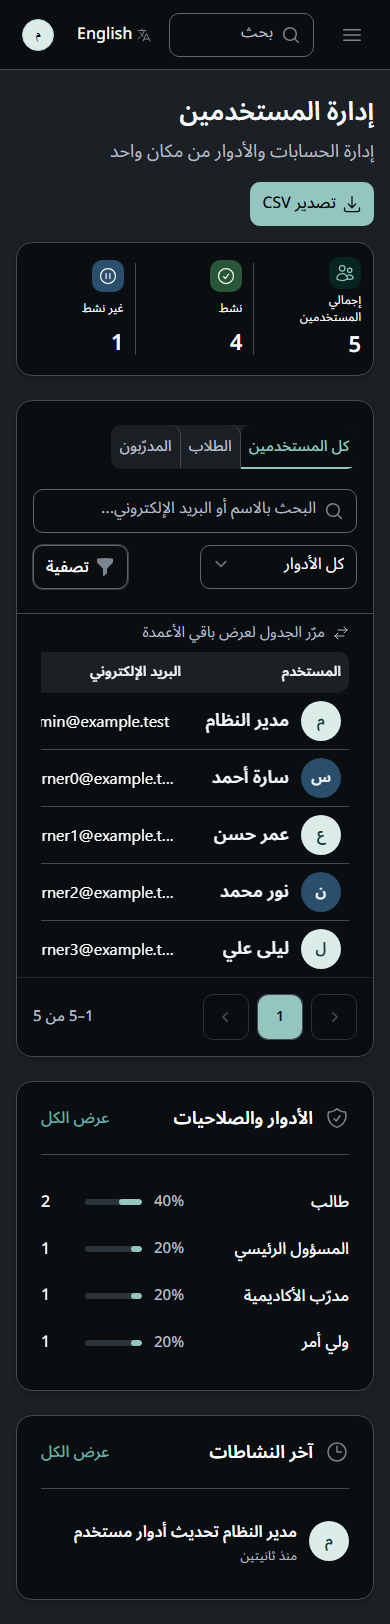 بحث
English
م
إدارة المستخدمين
إدارة الحسابات والأدوار من مكان واحد
تصدير CSV
إجمالي المستخدمين
5
نشط
4
غير نشط
1
كل المستخدمين
الطلاب
المدرّبون
البحث بالاسم أو البريد الإلكتروني...
كل الأدوار
تصفية
مرّر الجدول لعرض باقي الأعمدة
المستخدم
البريد الإلكتروني
م
مدير النظام
min@example.test
س
سارة أحمد
rner0@example.t...
ع
عمر حسن
rner1@example.t...
ن
نور محمد
rner2@example.t...
ل
ليلى علي
rner3@example.t...
1
1–5 من 5
الأدوار والصلاحيات
عرض الكل
طالب
40%
2
المسؤول الرئيسي
20%
1
مدرّب الأكاديمية
20%
1
ولي أمر
20%
1
آخر النشاطات
عرض الكل
م
مدير النظام تحديث أدوار مستخدم
منذ ثانيتين